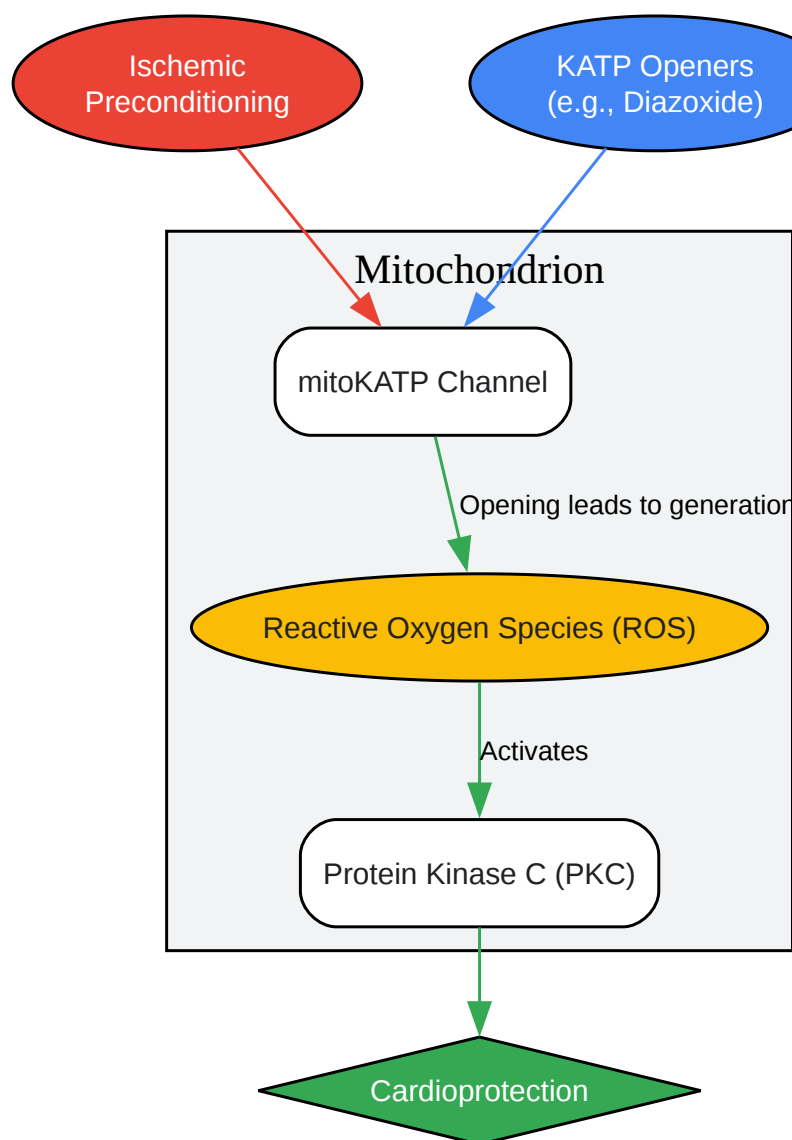 Ischemic
Preconditioning
KATP Openers
(e.g., Diazoxide)
Mitochondrion
mitoKATP Channel
Opening leads to generation
Reactive Oxygen Species (ROS)
Activates
Protein Kinase C (PKC)
Cardioprotection